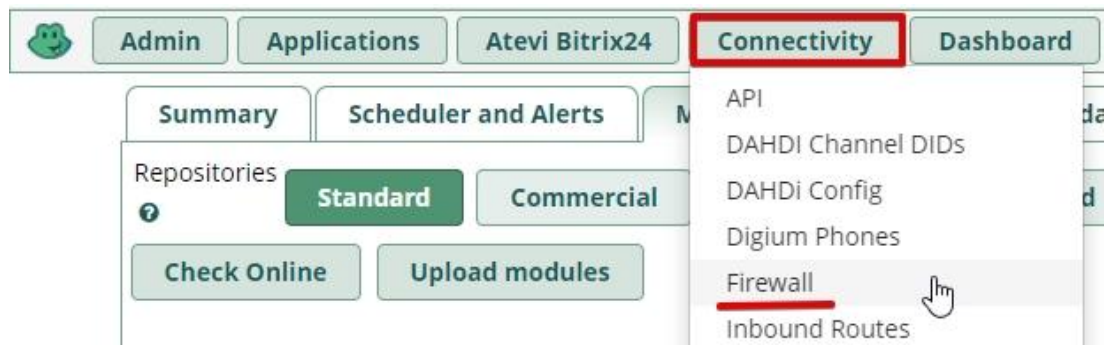 Admin Applications Atevi Bitrix24 Connectivity Dashboard
Summary Scheduler and Alerts
API
DAHDI Channel DIDs
Repositories
Standard Commercial
DAHDi Config
Digium Phones
Check Online Upload modules
Firewall
Inbound Routes